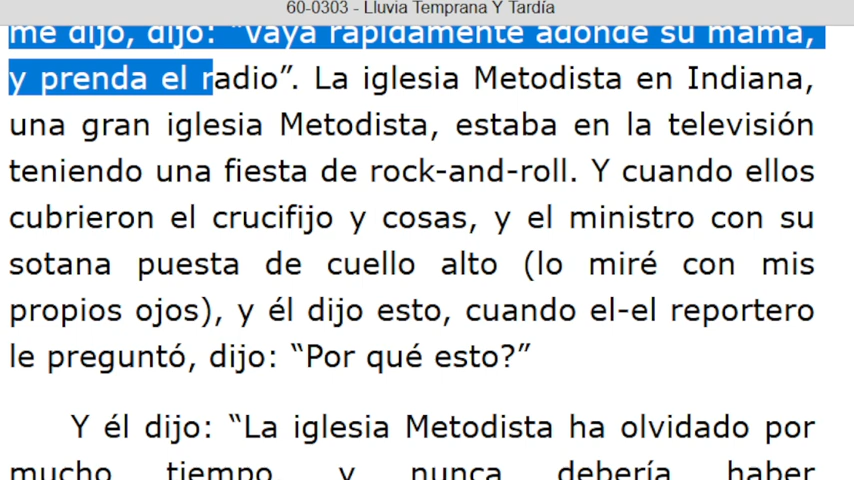 60-0303 - Lluvia Temprana Y Tardía
me dijo, dijo: “Vaya rápidamente adonde su mamá,
y prenda el radio”. La iglesia Metodista en Indiana,
una gran iglesia Metodista, estaba en la televisión
teniendo una fiesta de rock-and-roll. Y cuando ellos
cubrieron el crucifijo y cosas, y el ministro con su
sotana puesta de cuello alto (lo miré con mis
propios ojos), y él dijo esto, cuando el-el reportero
le preguntó, dijo: “Por qué esto?”
Y él dijo: “La iglesia Metodista ha olvidado por
mucho tiempo, y nunca debería haber